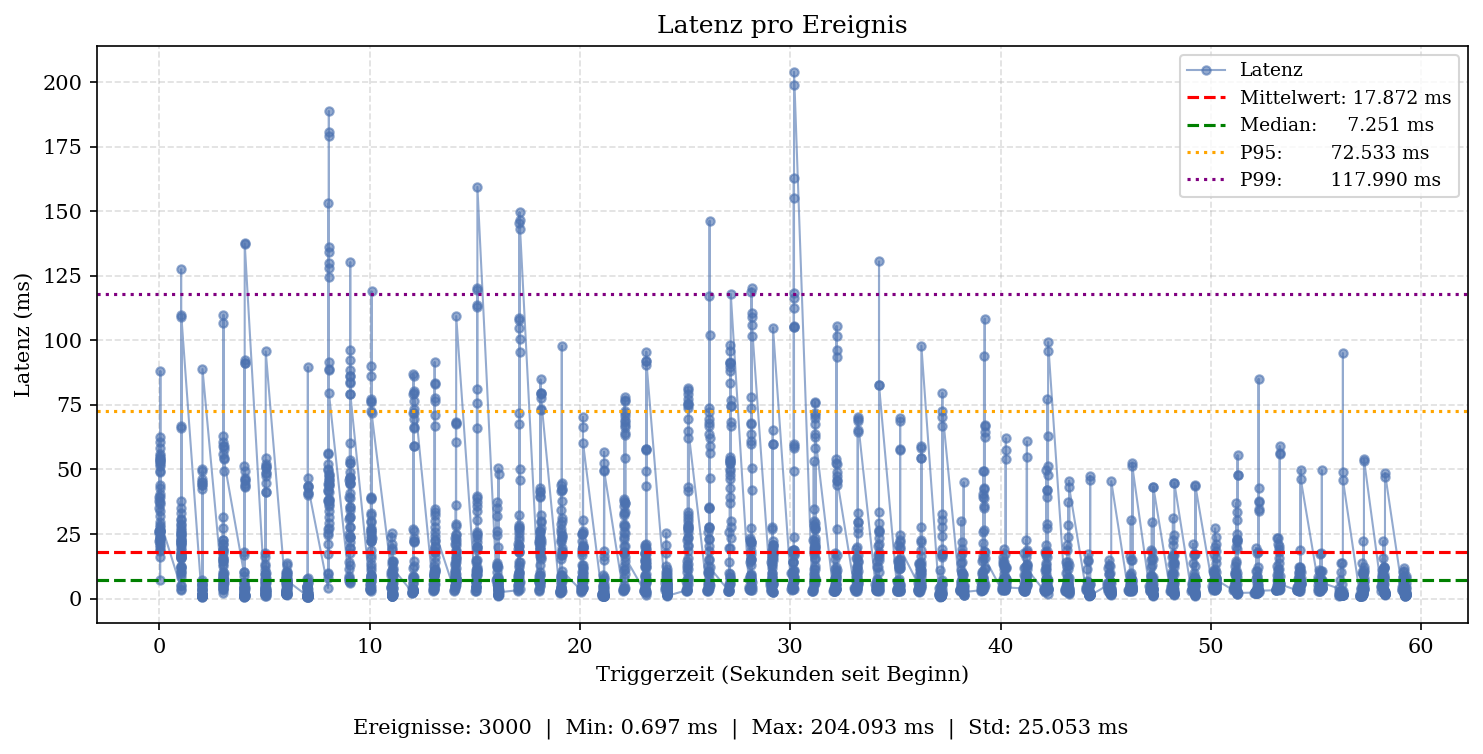 Latenz pro Ereignis
Latenz (ms)
200
175
150
125
100
75
50
25
0
Latenz
Mittelwert: 17.872 ms
Median: 7.251 ms
P95: 72.533 ms
P99: 117.990 ms
0 10 20 30 40 50 60
Triggerzeit (Sekunden seit Beginn)
Ereignisse: 3000 | Min: 0.697 ms | Max: 204.093 ms | Std: 25.053 ms